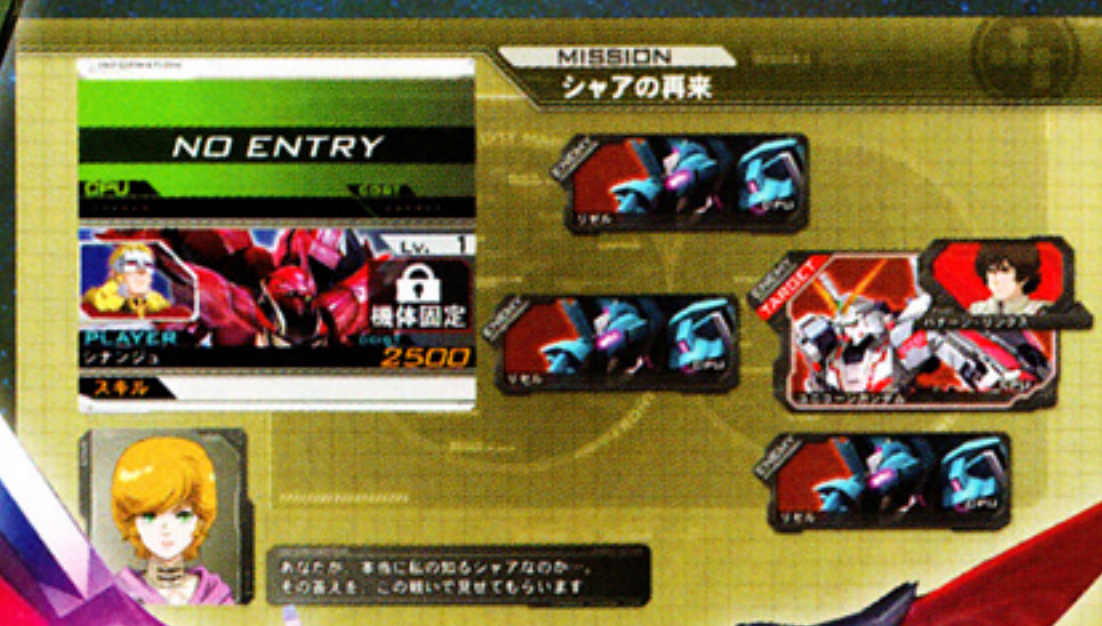 INFORMATION
NO ENTRY
CPU
COST
Lv. 1
機体固定
PLAYER
COST
シナンジュ
2500
スキル
MISSION
シャアの再来
ENEMY
リゼル
CPU
ENEMY
リゼル
CPU
ENEMY
TARGET
バナージ・リンクス
ユニコーンガンダム
CPU
ENEMY
リゼル
CPU
あなたが、本当に私の知るシャアなのか…。
その答えを、この戦いで見せてもらいます